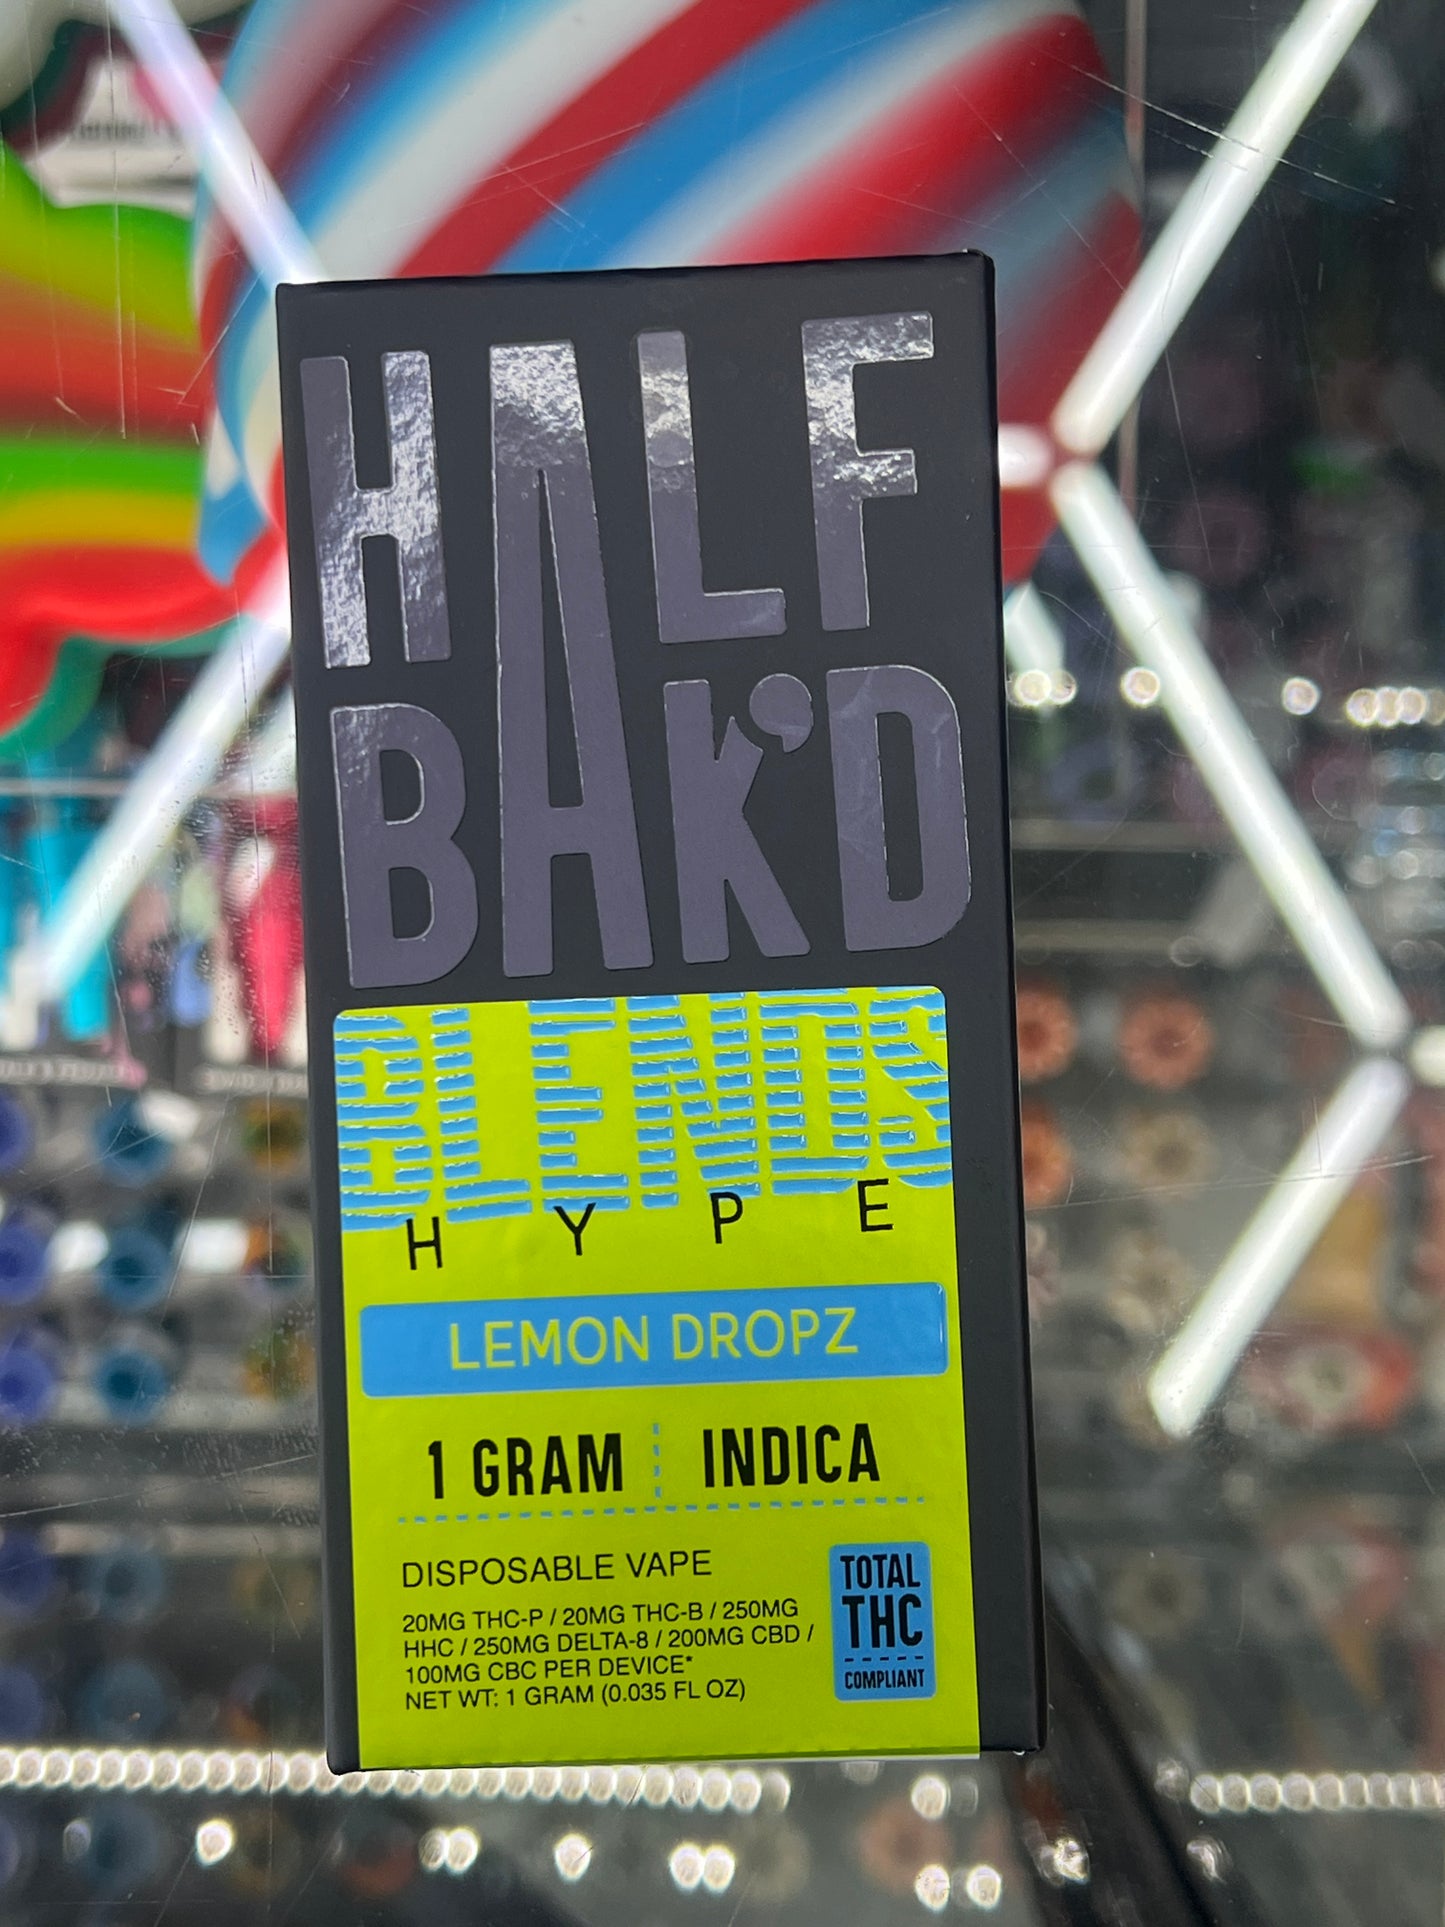 HALF
BAK'D
BLENDS
HYPE
LEMON DROPZ
1 GRAM
INDICA
DISPOSABLE VAPE
20MG THC-P / 20MG THC-B / 250MG
HHC / 250MG DELTA-8 / 200MG CBD /
100MG CBC PER DEVICE*
NET WT: 1 GRAM (0.035 FL OZ)
TOTAL
THC
COMPLIANT